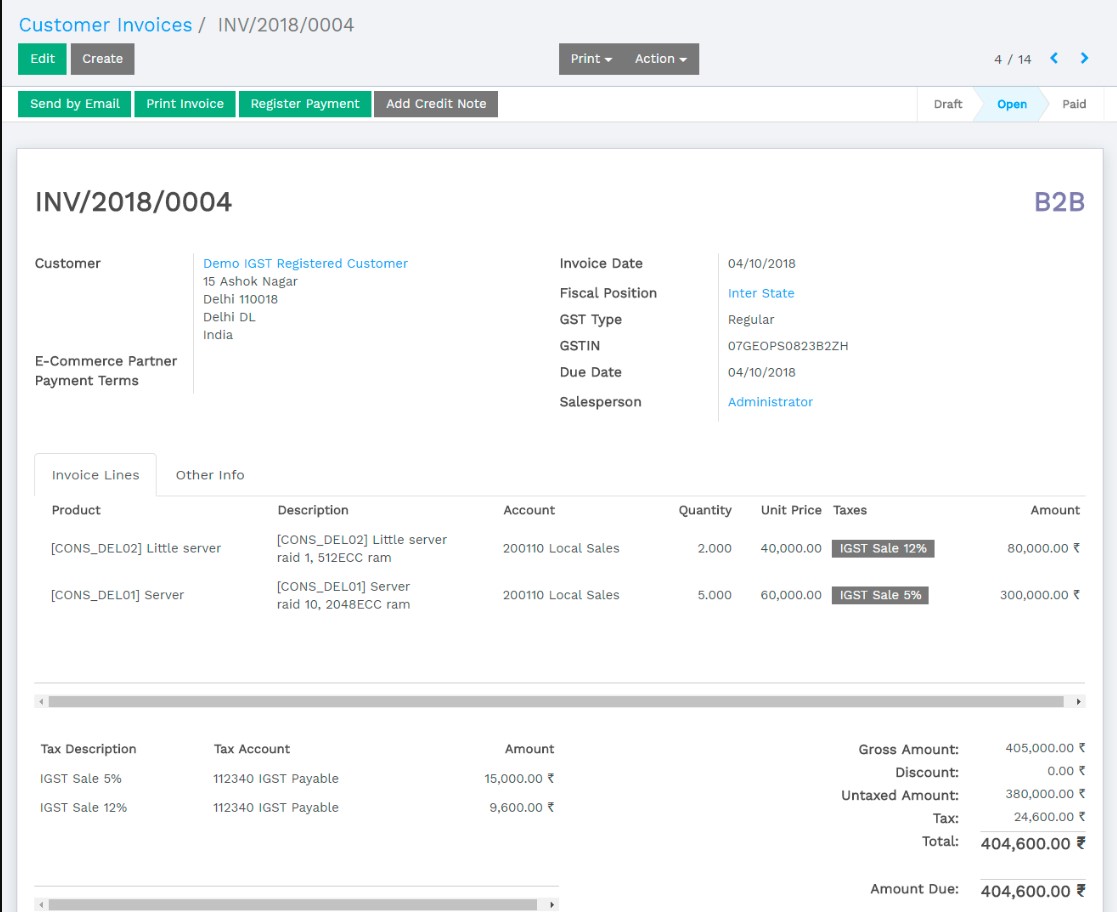 Customer Invoices / INV/2018/0004
Edit Create Print Action 4 / 14
Send by Email Print Invoice Register Payment Add Credit Note Draft Open Paid
INV/2018/0004 B2B
Customer Demo IGST Registered Customer
15 Ashok Nagar
Delhi 110018
Delhi DL
India
E-Commerce Partner
Payment Terms
Invoice Date 04/10/2018
Fiscal Position Inter State
GST Type Regular
GSTIN 07GEOPS0823B2ZH
Due Date 04/10/2018
Salesperson Administrator
Invoice Lines Other Info
Product Description Account Quantity Unit Price Taxes Amount
[CONS_DEL02] Little server [CONS_DEL02] Little server raid 1, 512ECC ram 200110 Local Sales 2.000 40,000.00 IGST Sale 12% 80,000.00 ₹
[CONS_DEL01] Server [CONS_DEL01] Server raid 10, 2048ECC ram 200110 Local Sales 5.000 60,000.00 IGST Sale 5% 300,000.00 ₹
Tax Description Tax Account Amount
IGST Sale 5% 112340 IGST Payable 15,000.00 ₹
IGST Sale 12% 112340 IGST Payable 9,600.00 ₹
Gross Amount: 405,000.00 ₹
Discount: 0.00 ₹
Untaxed Amount: 380,000.00 ₹
Tax: 24,600.00 ₹
Total: 404,600.00 ₹
Amount Due: 404,600.00 ₹